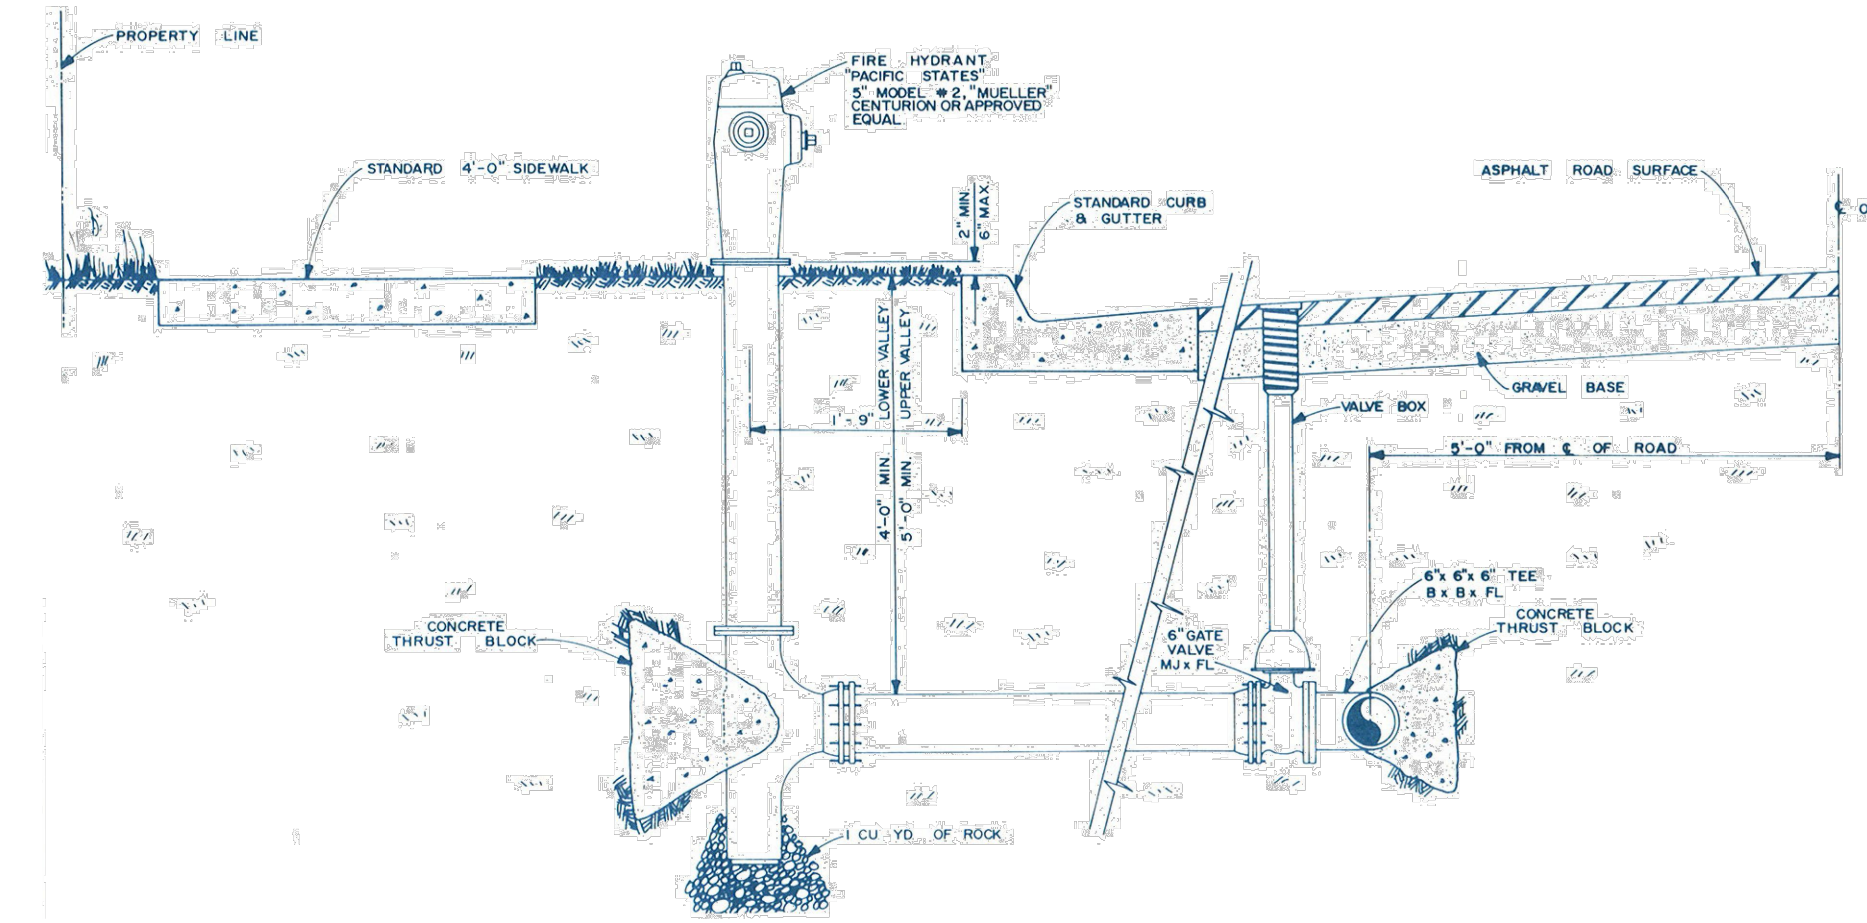 PROPERTY LINE
FIRE HYDRANT
"PACIFIC STATES"
5" MODEL #2, "MUELLER"
CENTURION OR APPROVED
EQUAL
STANDARD 4'-0" SIDEWALK
2" MIN.
6" MAX.
STANDARD CURB
& GUTTER
ASPHALT ROAD SURFACE
℄
4'-0" MIN. LOWER VALLEY
5'-0" MIN. UPPER VALLEY
1'-9"
GRAVEL BASE
VALVE BOX
5'-0" FROM ℄ OF ROAD
6"x 6"x 6" TEE
B x B x FL
CONCRETE
THRUST BLOCK
CONCRETE
THRUST BLOCK
6" GATE
VALVE
MJ x FL
1 CU YD OF ROCK